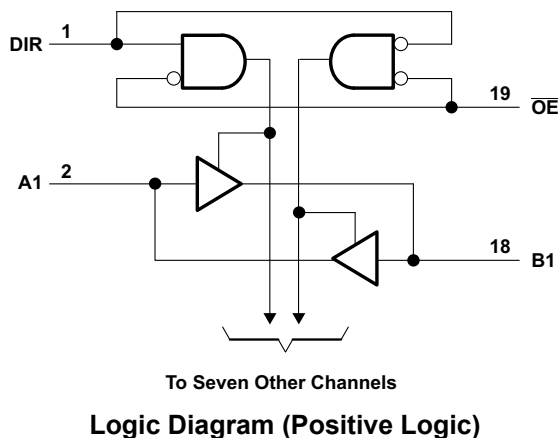 DIR 1
19 OE
A1 2
18 B1
To Seven Other Channels
Logic Diagram (Positive Logic)